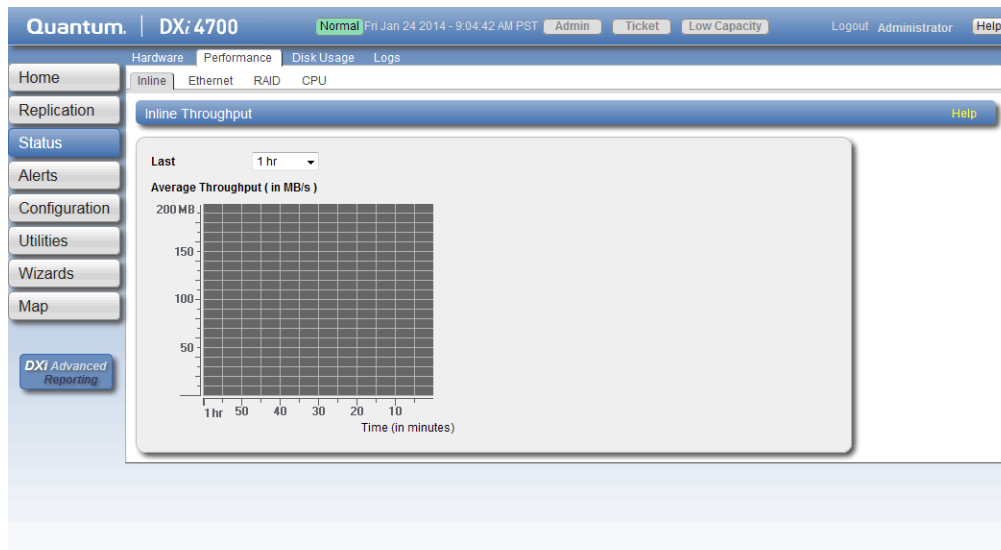 Quantum. DXi 4700 Normal Fri Jan 24 2014 - 9:04:42 AM PST Admin Ticket Low Capacity Logout Administrator Help
Hardware Performance Disk Usage Logs
Inline Ethernet RAID CPU
Home
Replication
Status
Alerts
Configuration
Utilities
Wizards
Map
DXi Advanced
Reporting
Inline Throughput Help
Last 1 hr
Average Throughput ( in MB/s )
200 MB
150
100
50
1 hr 50 40 30 20 10
Time (in minutes)